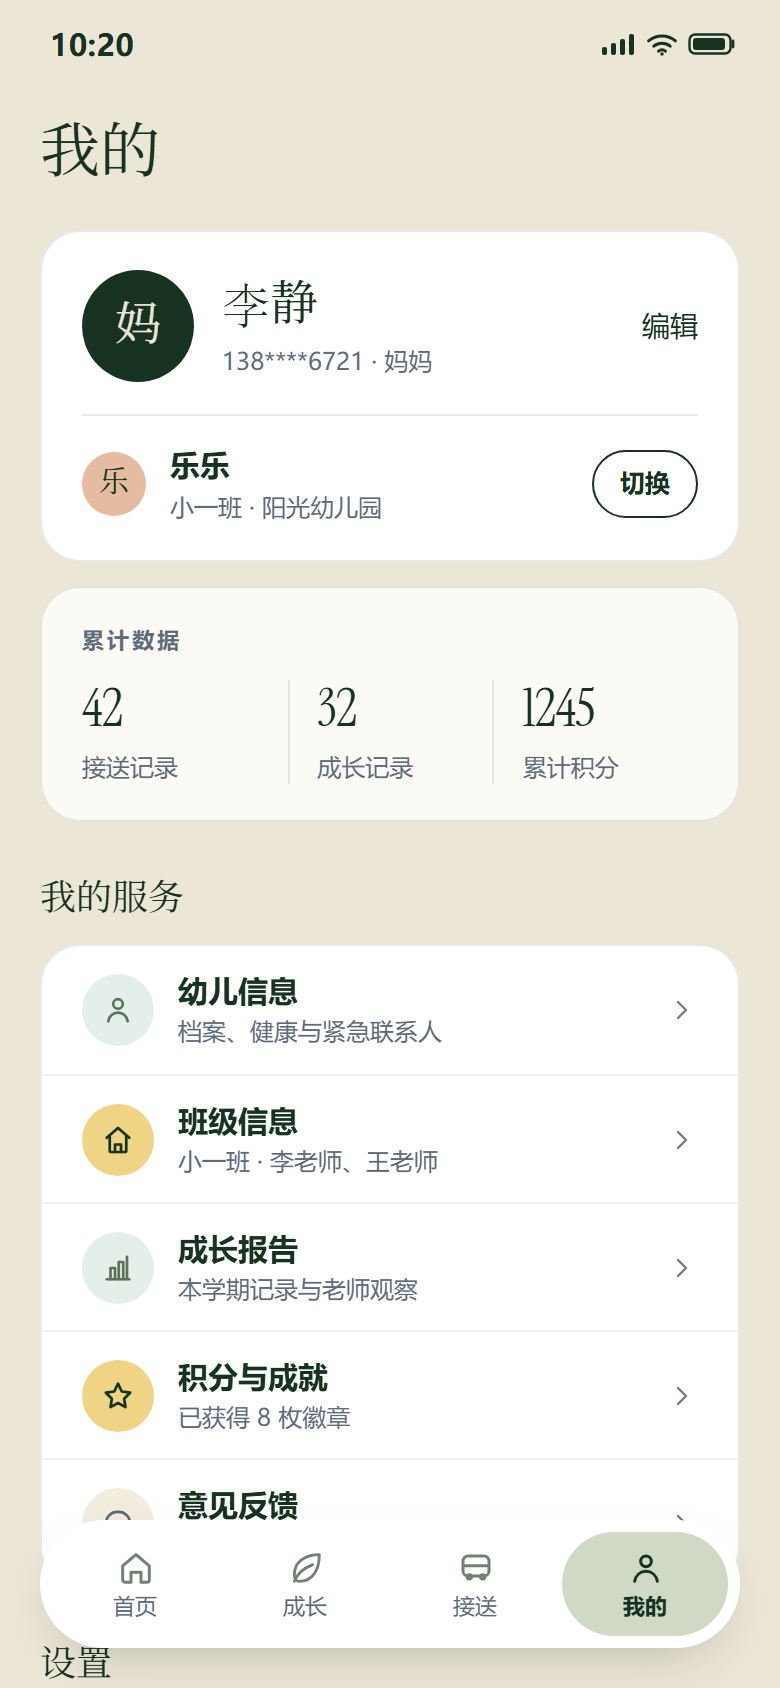 10:20
我的
妈
李静
138****6721 · 妈妈
编辑
乐
乐乐
小一班 · 阳光幼儿园
切换
累计数据
42
接送记录
32
成长记录
1245
累计积分
我的服务
幼儿信息
档案、健康与紧急联系人
班级信息
小一班 · 李老师、王老师
成长报告
本学期记录与老师观察
积分与成就
已获得 8 枚徽章
意见反馈
首页
成长
接送
我的
设置